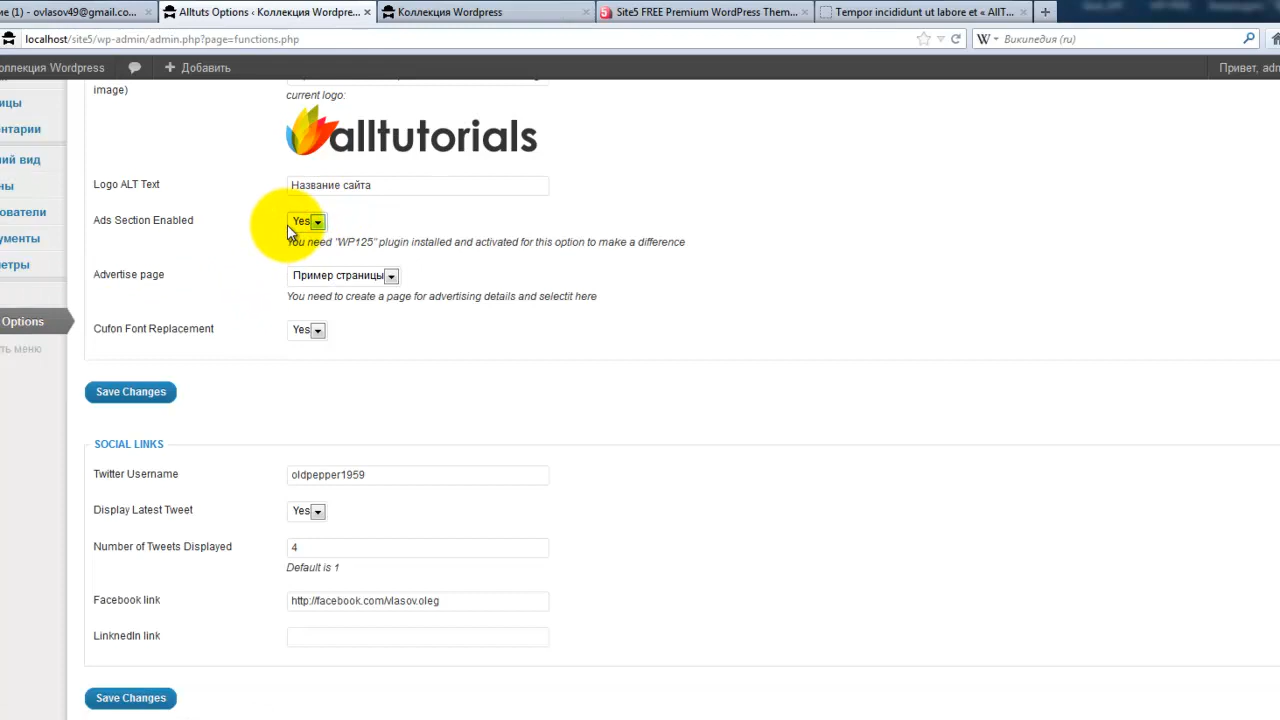 ие (1) - ovlasov49@gmail.co... ×
Alltuts Options ‹ Коллекция Wordpre... ×
Коллекция Wordpress ×
Site5 FREE Premium WordPress Them... ×
Tempor incididunt ut labore et « AllT... ×
localhost/site5/wp-admin/admin.php?page=functions.php
W Википедия (ru)
оллекция Wordpress
+ Добавить
Привет, adm
ицы
нтарии
ий вид
ны
ователи
ументы
етры
Options
ть меню
image)
current logo:
alltutorials
Logo ALT Text
Название сайта
Ads Section Enabled
Yes
You need "WP125" plugin installed and activated for this option to make a difference
Advertise page
Пример страницы
You need to create a page for advertising details and selectit here
Cufon Font Replacement
Yes
Save Changes
SOCIAL LINKS
Twitter Username
oldpepper1959
Display Latest Tweet
Yes
Number of Tweets Displayed
4
Default is 1
Facebook link
http://facebook.com/vlasov.oleg
LinknedIn link
Save Changes